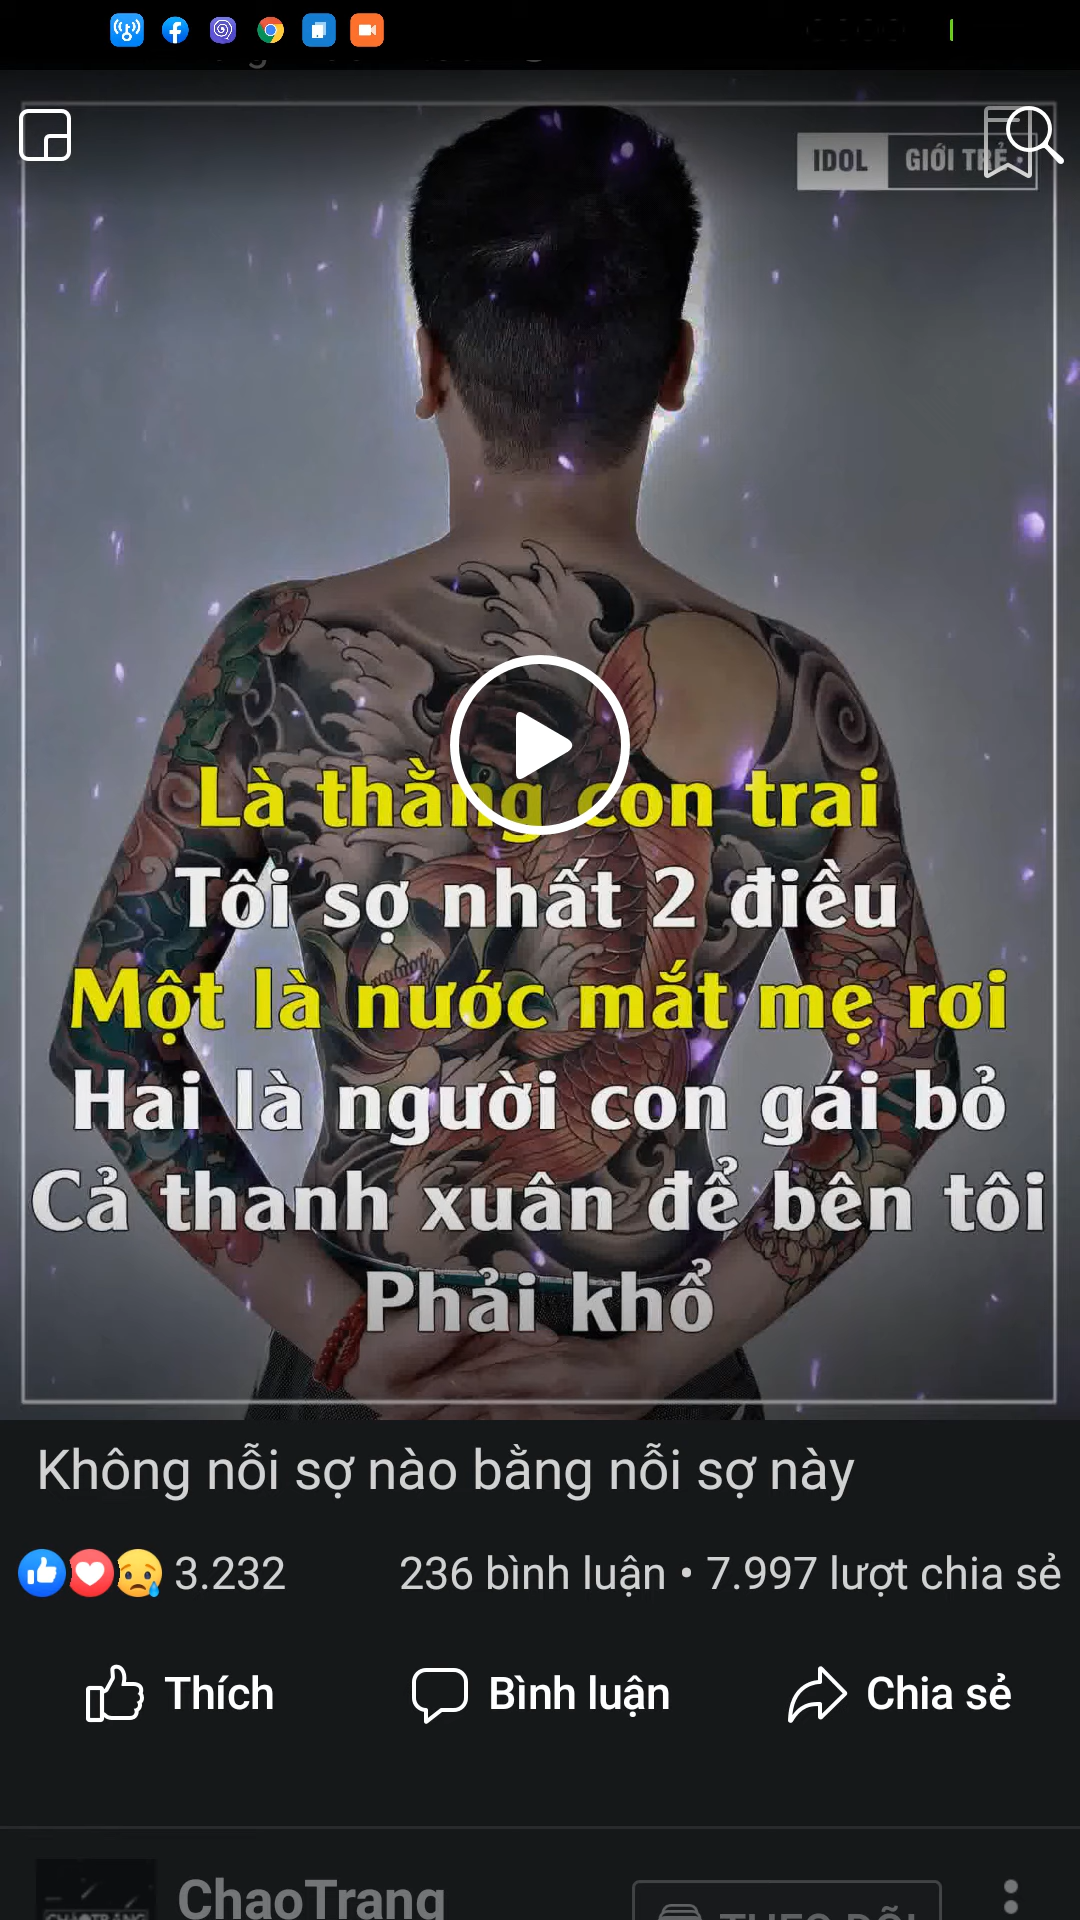 IDOL GIỚI TRẺ
Là thằng con trai
Tôi sợ nhất 2 điều
Một là nước mắt mẹ rơi
Hai là người con gái bỏ
Cả thanh xuân để bên tôi
Phải khổ
Không nỗi sợ nào bằng nỗi sợ này
3.232 236 bình luận • 7.997 lượt chia sẻ
Thích Bình luận Chia sẻ
ChaoTrang
THEO DÕI